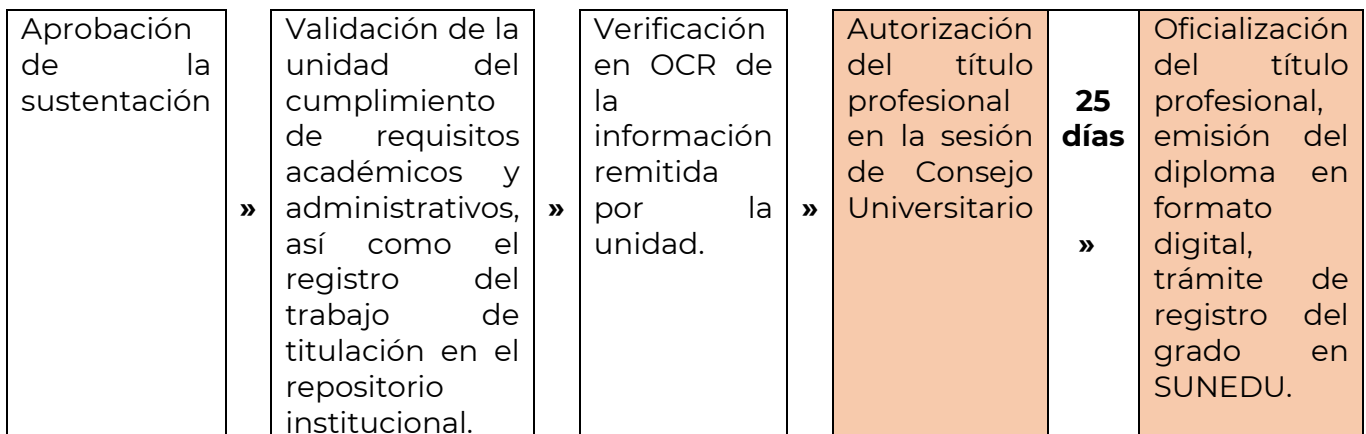 Aprobación
de la
sustentación
»
Validación de la
unidad del
cumplimiento
de requisitos
académicos y
administrativos,
así como el
registro del
trabajo de
titulación en el
repositorio
institucional.
»
Verificación
en OCR de
la
información
remitida
por la
unidad.
»
Autorización
del título
profesional
en la sesión
de Consejo
Universitario
25
días
»
Oficialización
del título
profesional,
emisión del
diploma en
formato
digital,
trámite de
registro del
grado en
SUNEDU.